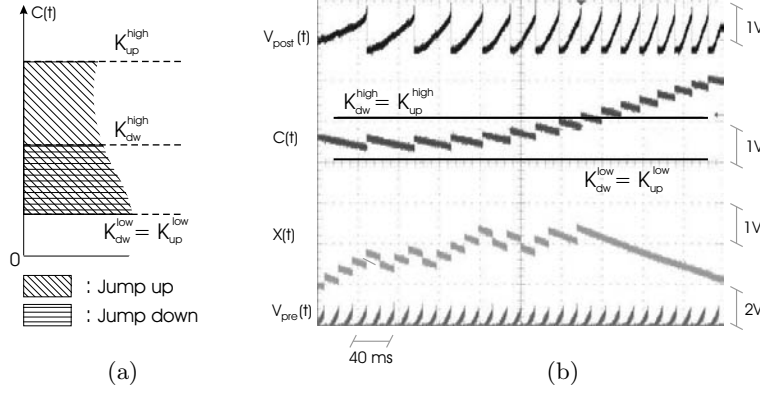 C(t)
K_up^high
K_dw^high
K_dw^low = K_up^low
0
: Jump up
: Jump down
(a)
V_post(t)
1V
K_dw^high = K_up^high
C(t)
1V
K_dw^low = K_up^low
X(t)
1V
V_pre(t)
2V
40 ms
(b)